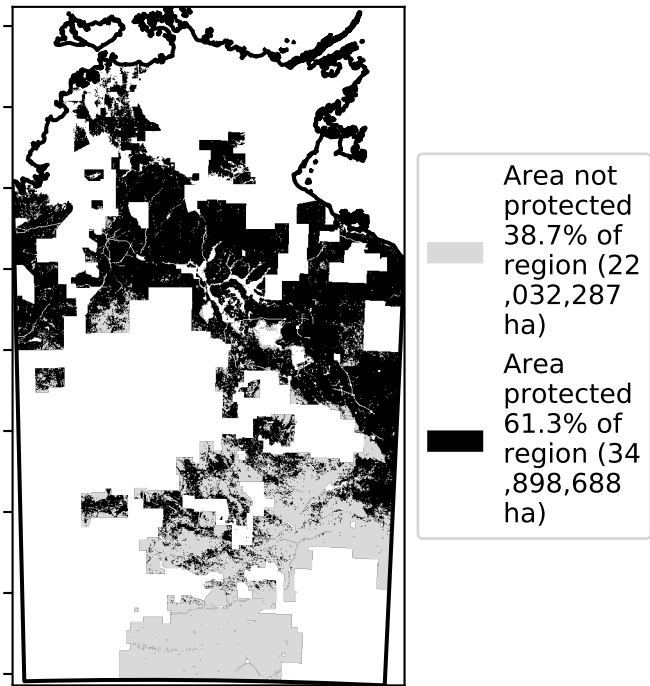 Area not
protected
38.7% of
region (22
,032,287
ha)
Area
protected
61.3% of
region (34
,898,688
ha)